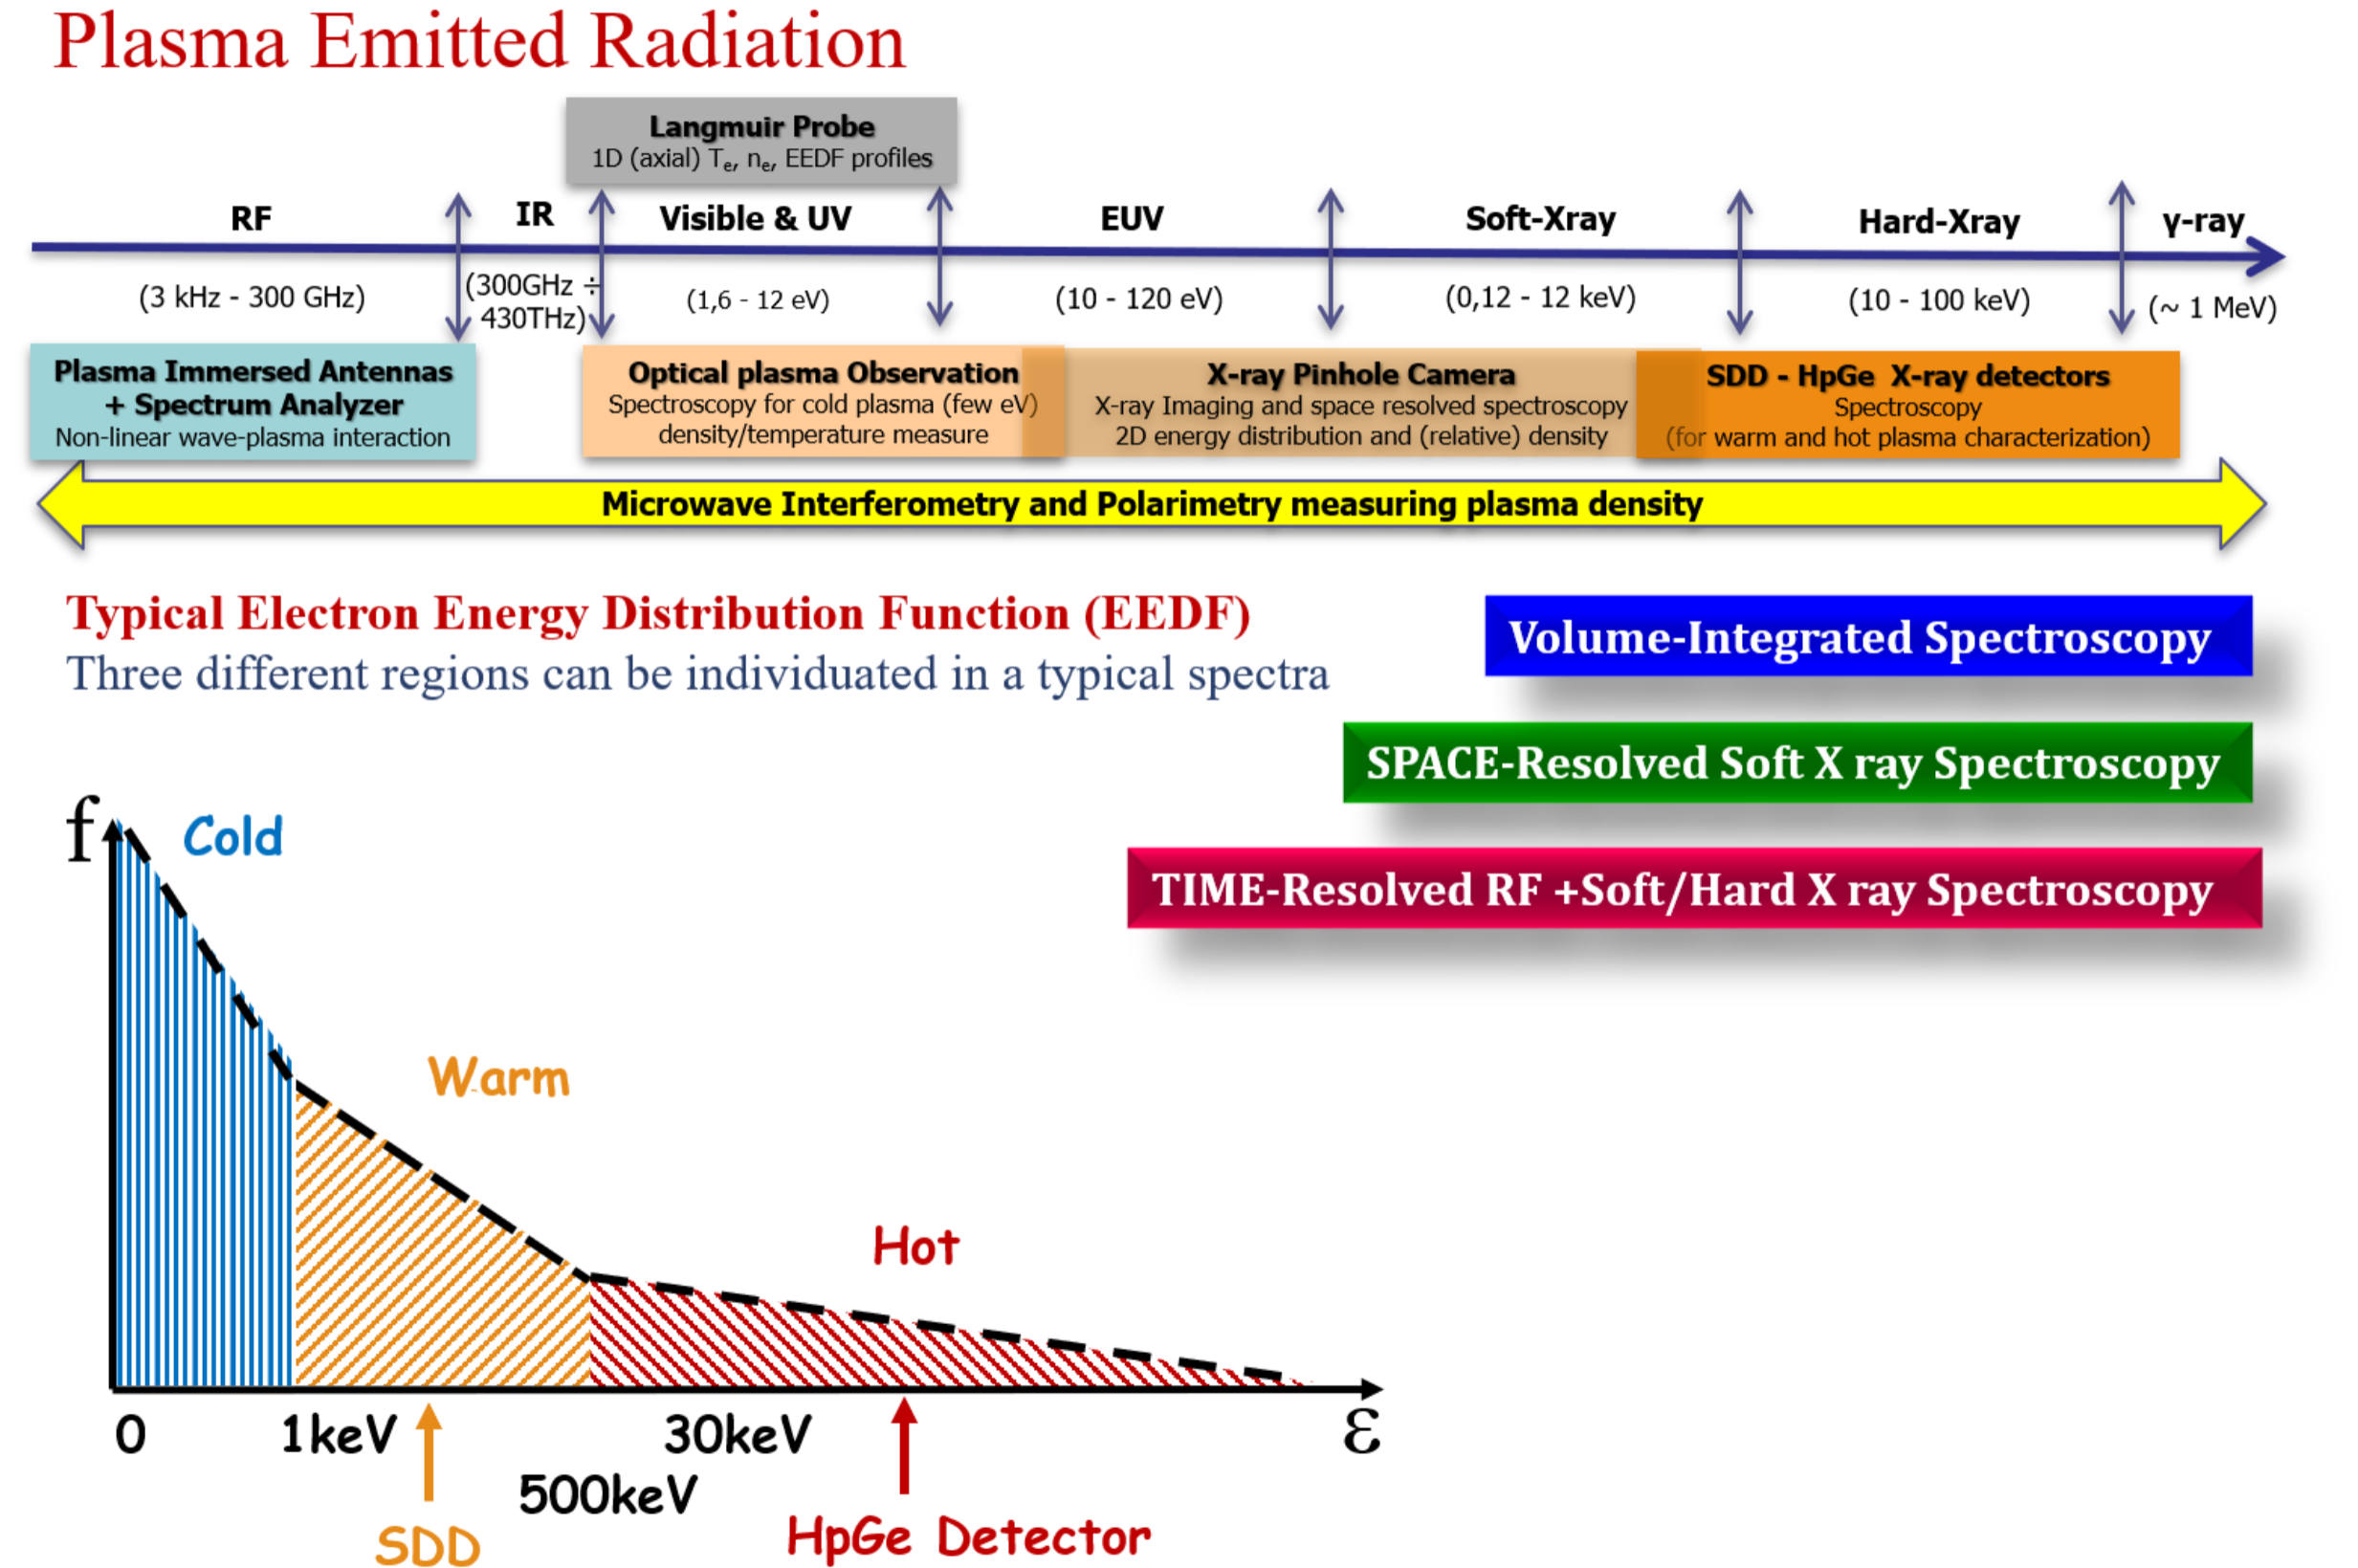 Plasma Emitted Radiation
Langmuir Probe
1D (axial) Te, ne, EEDF profiles
RF
IR
Visible & UV
EUV
Soft-Xray
Hard-Xray
γ-ray
(3 kHz - 300 GHz)
(300GHz ÷
430THz)
(1,6 - 12 eV)
(10 - 120 eV)
(0,12 - 12 keV)
(10 - 100 keV)
(~ 1 MeV)
Plasma Immersed Antennas
+ Spectrum Analyzer
Non-linear wave-plasma interaction
Optical plasma Observation
Spectroscopy for cold plasma (few eV)
density/temperature measure
X-ray Pinhole Camera
X-ray Imaging and space resolved spectroscopy
2D energy distribution and (relative) density
SDD - HpGe X-ray detectors
Spectroscopy
(for warm and hot plasma characterization)
Microwave Interferometry and Polarimetry measuring plasma density
Typical Electron Energy Distribution Function (EEDF)
Three different regions can be individuated in a typical spectra
Volume-Integrated Spectroscopy
SPACE-Resolved Soft X ray Spectroscopy
TIME-Resolved RF +Soft/Hard X ray Spectroscopy
f
Cold
Warm
Hot
0
1keV
30keV
ε
500keV
SDD
HpGe Detector